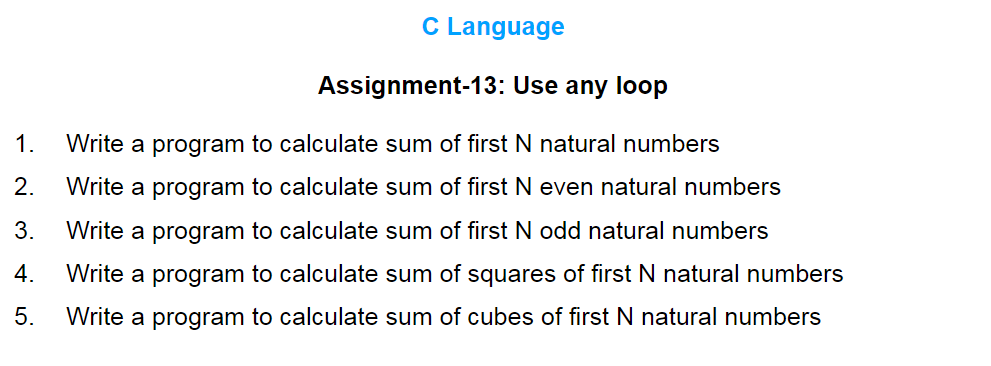 C Language
Assignment-13: Use any loop
1. Write a program to calculate sum of first N natural numbers
2. Write a program to calculate sum of first N even natural numbers
3. Write a program to calculate sum of first N odd natural numbers
4. Write a program to calculate sum of squares of first N natural numbers
5. Write a program to calculate sum of cubes of first N natural numbers